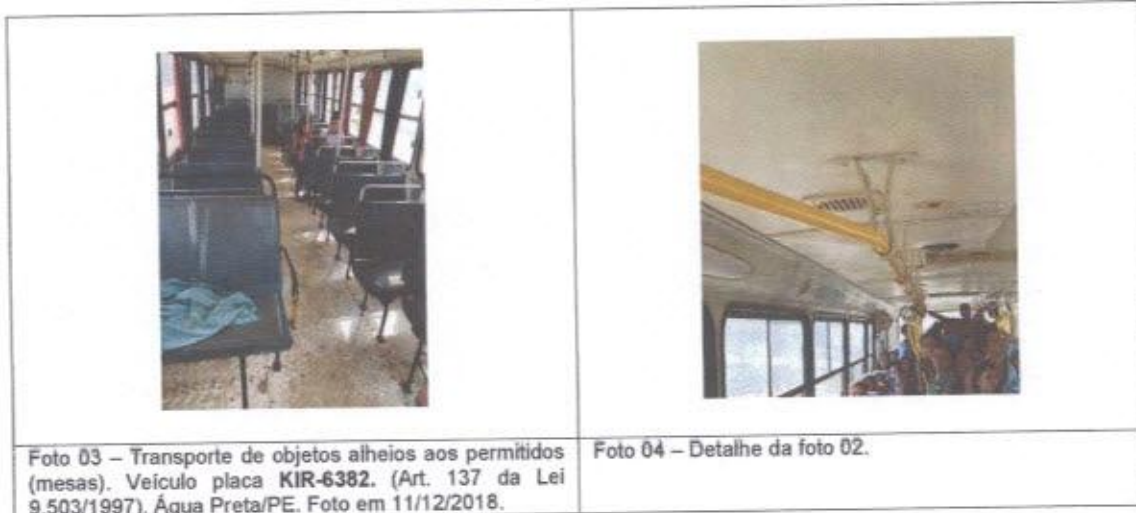 Foto 03 – Transporte de objetos alheios aos permitidos
(mesas). Veículo placa KIR-6382. (Art. 137 da Lei
9.503/1997). Água Preta/PE. Foto em 11/12/2018.
Foto 04 – Detalhe da foto 02.